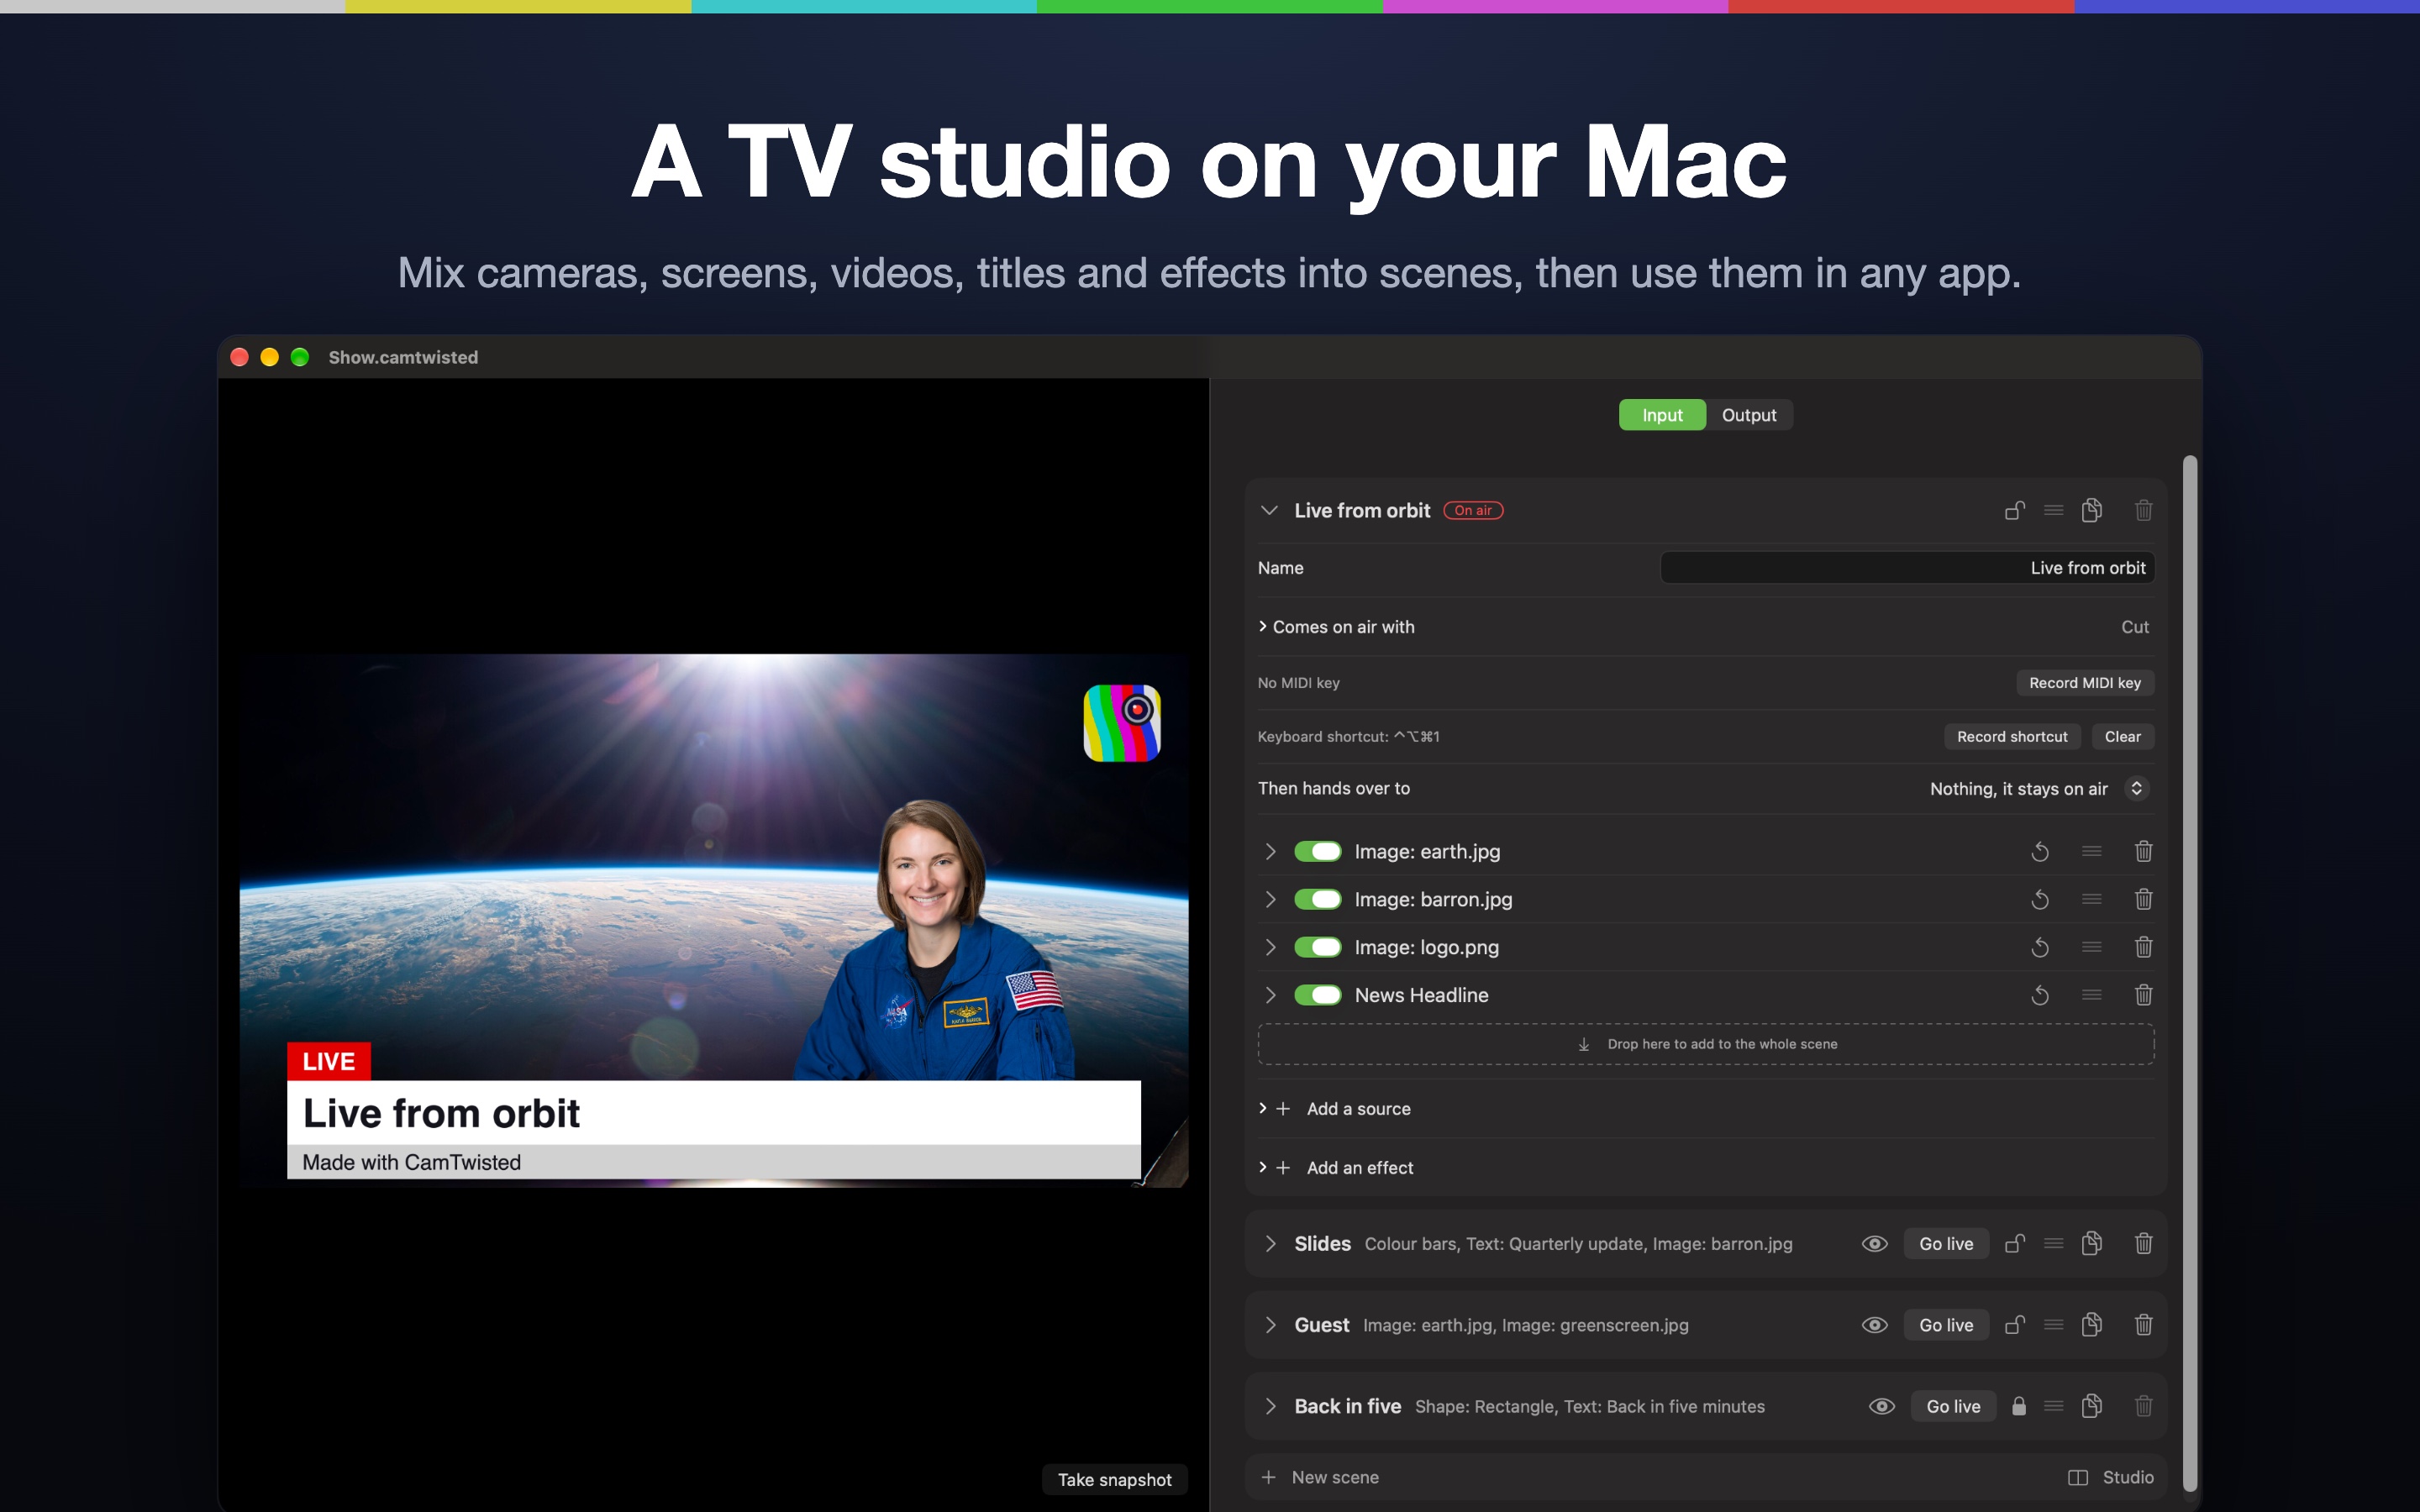 A TV studio on your Mac
Mix cameras, screens, videos, titles and effects into scenes, then use them in any app.
Show.camtwisted
Input Output
Live from orbit On air
Name Live from orbit
Comes on air with Cut
No MIDI key Record MIDI key
Keyboard shortcut: ^⌥⌘1 Record shortcut Clear
Then hands over to Nothing, it stays on air
Image: earth.jpg
Image: barron.jpg
Image: logo.png
News Headline
Drop here to add to the whole scene
Add a source
Add an effect
Slides Colour bars, Text: Quarterly update, Image: barron.jpg Go live
Guest Image: earth.jpg, Image: greenscreen.jpg Go live
Back in five Shape: Rectangle, Text: Back in five minutes Go live
New scene Studio
NASA
LIVE
Live from orbit
Made with CamTwisted
Take snapshot